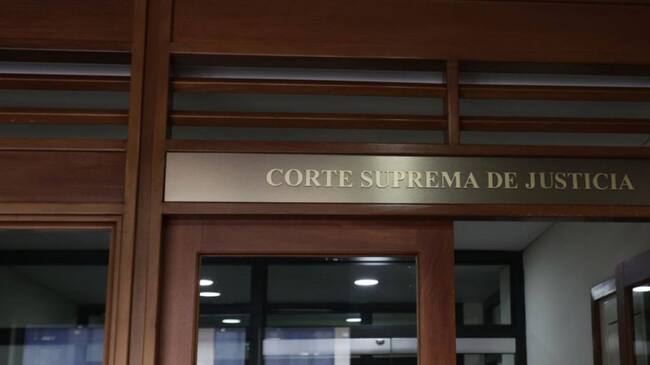 CORTE SUPREMA DE JUSTICIA